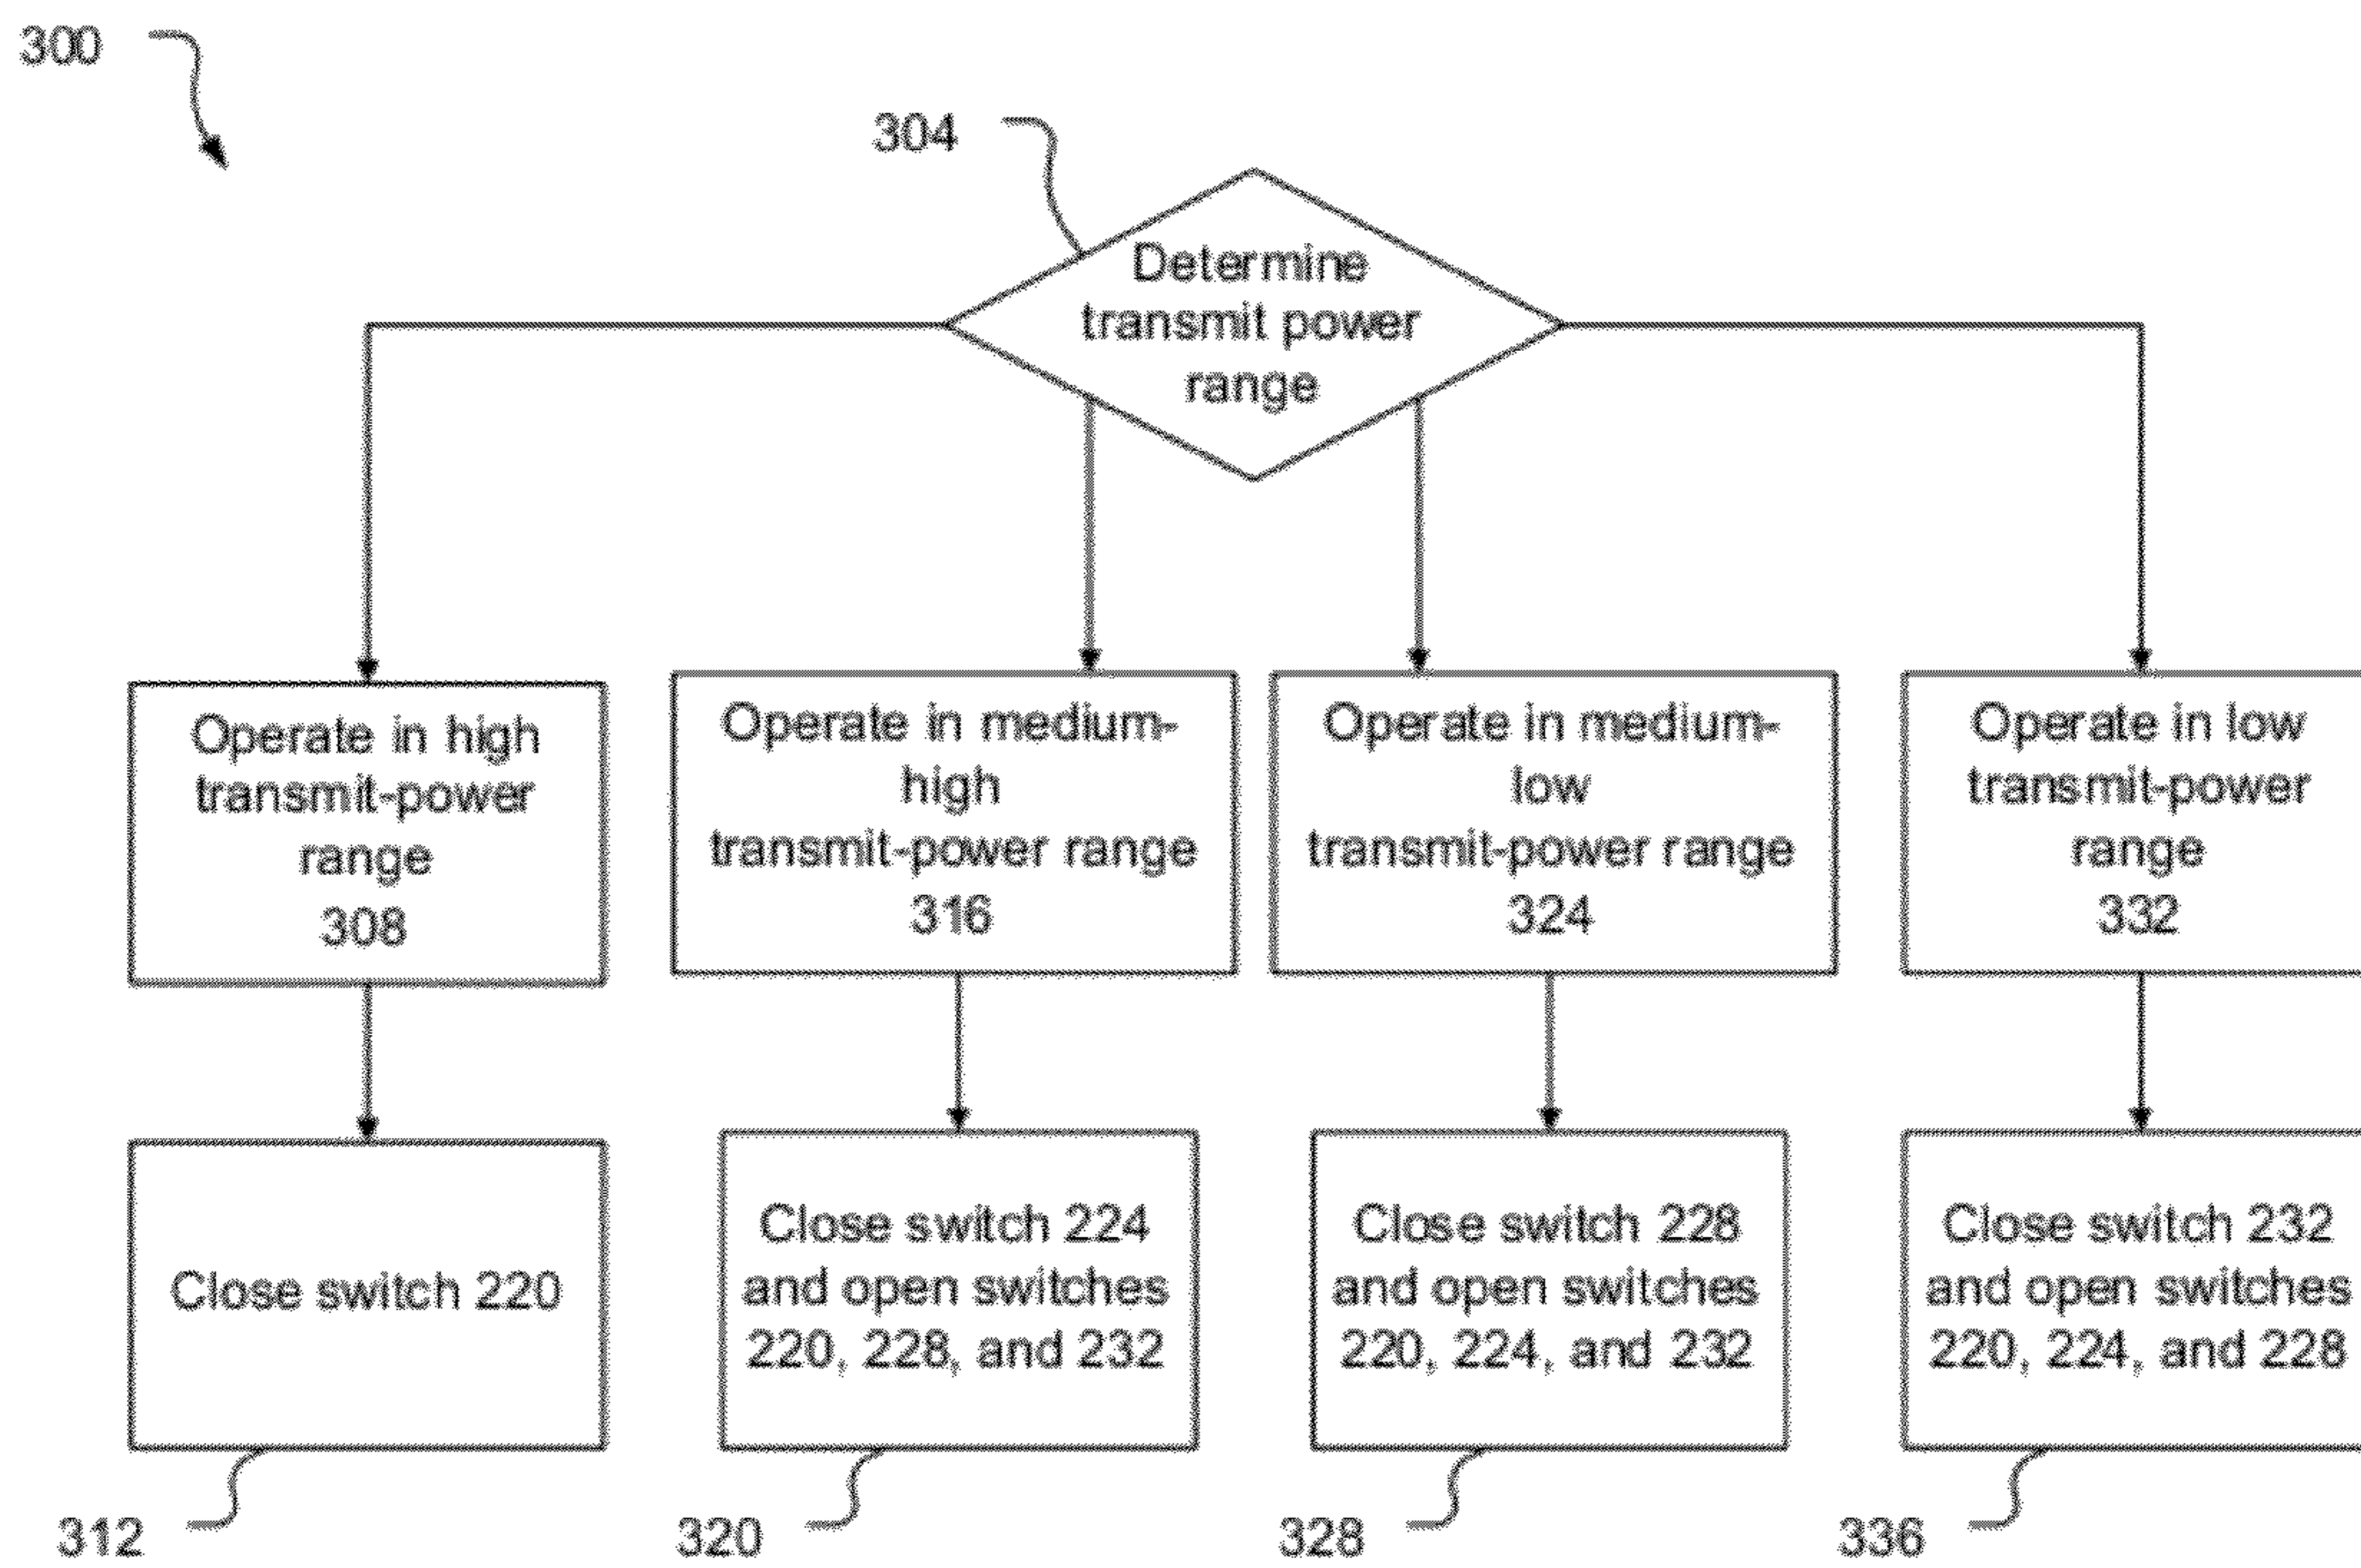 300
304
Determine
transmit power
range
Operate in high
transmit-power
range
308
Operate in medium-
high
transmit-power range
316
Operate in medium-
low
transmit-power range
324
Operate in low
transmit-power
range
332
Close switch 220
Close switch 224
and open switches
220, 228, and 232
Close switch 228
and open switches
220, 224, and 232
Close switch 232
and open switches
220, 224, and 228
312
320
328
336